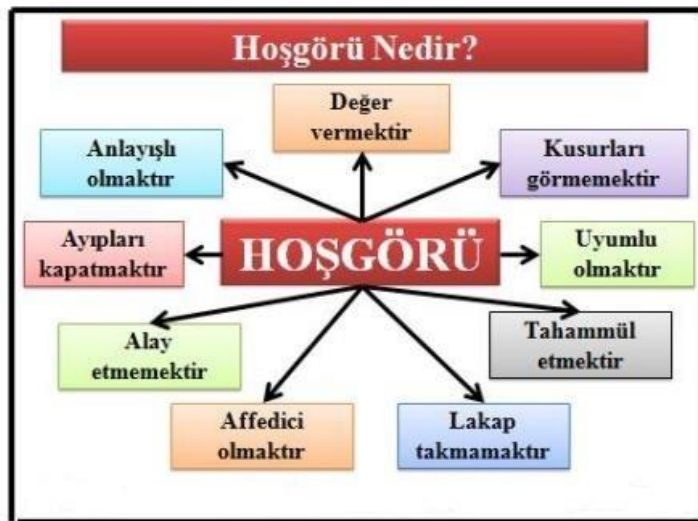 Hoşgörü Nedir?
Değer
vermektir
Anlayışlı
olmaktır
Kusurları
görmemektir
Ayıpları
kapatmaktır
HOŞGÖRÜ
Uyumlu
olmaktır
Alay
etmemektir
Tahammül
etmektir
Affedici
olmaktır
Lakap
takmamaktır